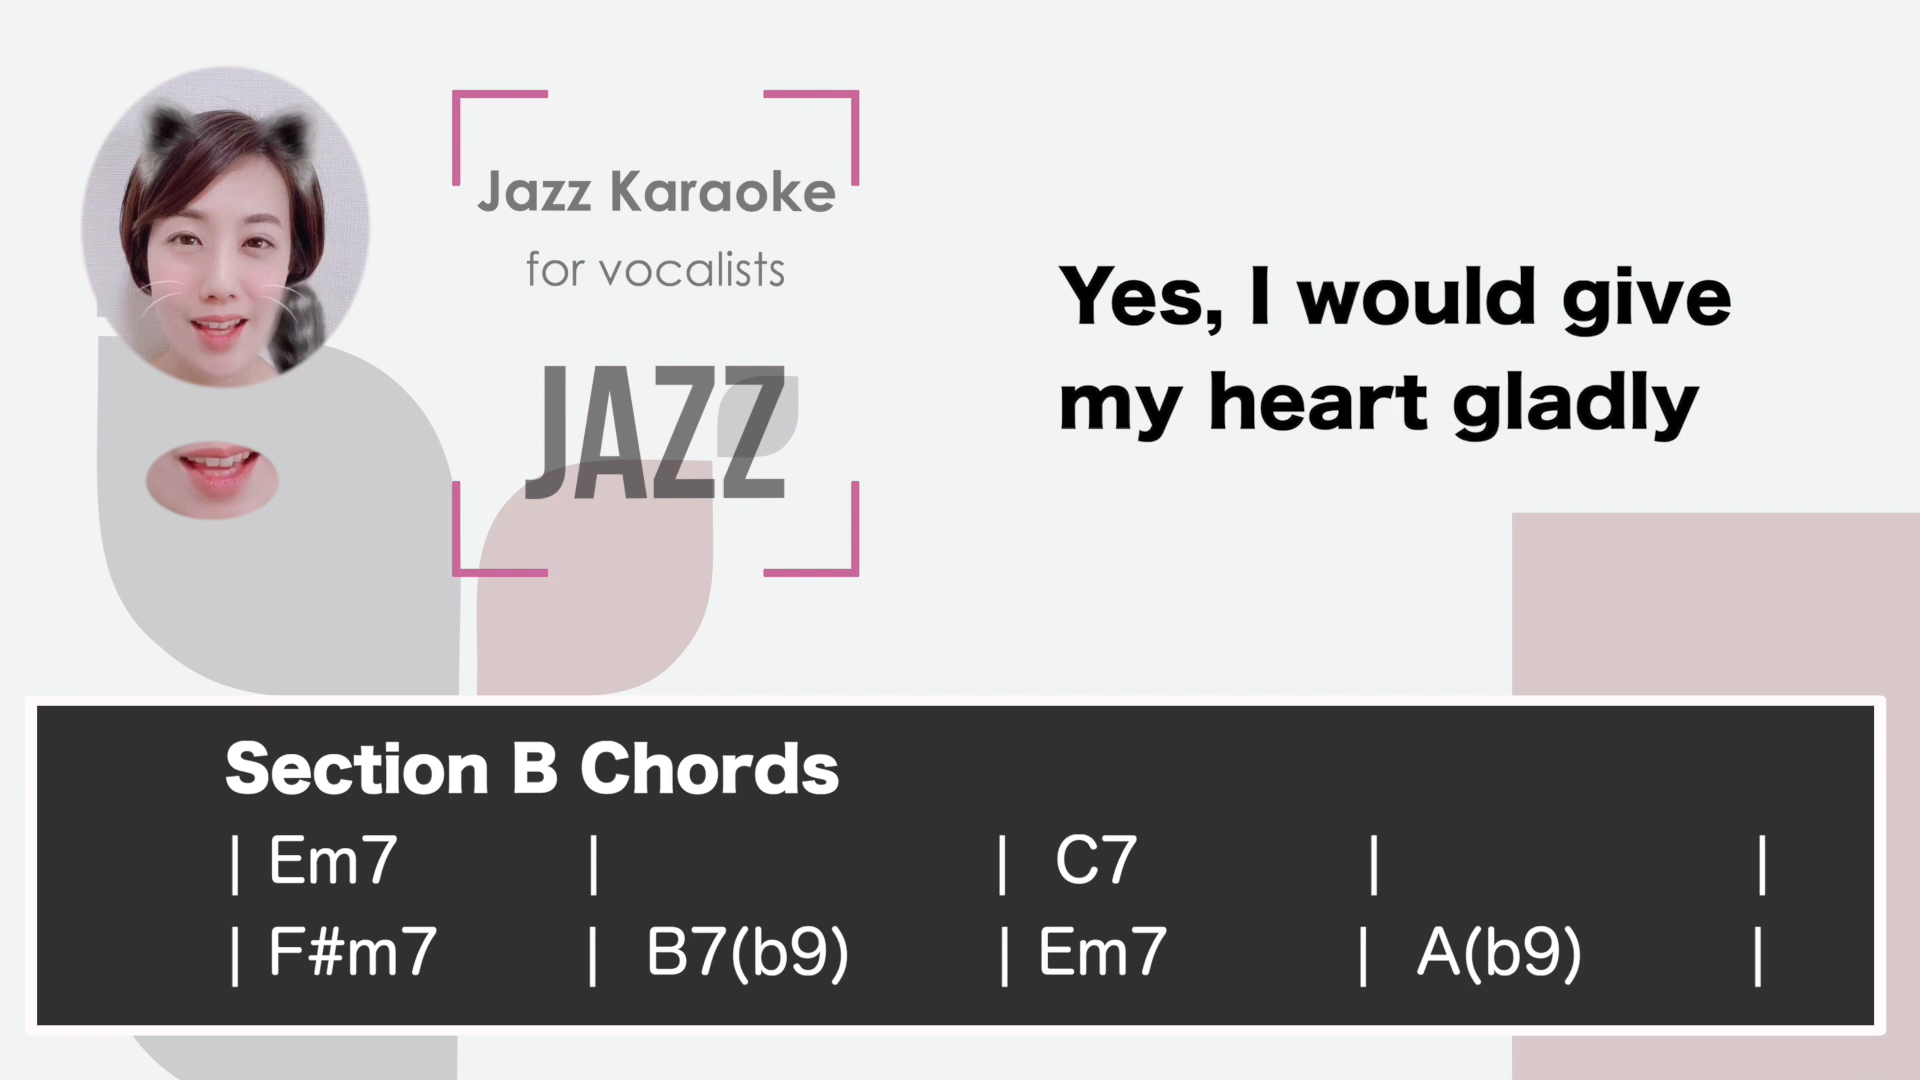 Jazz Karaoke
for vocalists
JAZZ
Yes, I would give
my heart gladly
Section B Chords
| Em7 | | C7 | |
| F#m7 | B7(b9) | Em7 | A(b9) |